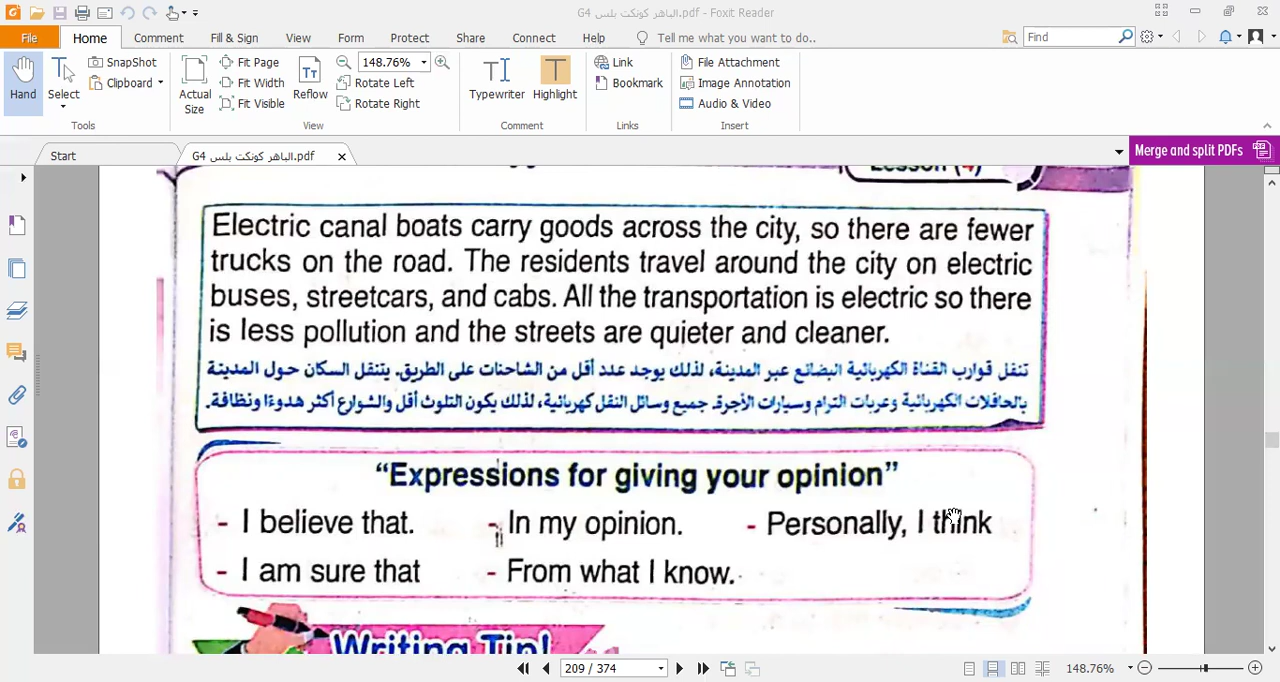 G4 الباهر كونكت بلس.pdf - Foxit Reader
File Home Comment Fill & Sign View Form Protect Share Connect Help Tell me what you want to do.. Find
Hand
Select
SnapShot
Clipboard
Tools
Actual Size
Fit Page
Fit Width
Fit Visible
Reflow
148.76%
Rotate Left
Rotate Right
View
Typewriter
Highlight
Comment
Link
Bookmark
Links
File Attachment
Image Annotation
Audio & Video
Insert
Start
G4 الباهر كونكت بلس.pdf
Merge and split PDFs
Lesson (4)
Electric canal boats carry goods across the city, so there are fewer
trucks on the road. The residents travel around the city on electric
buses, streetcars, and cabs. All the transportation is electric so there
is less pollution and the streets are quieter and cleaner.
تنقل قوارب القناة الكهربائية البضائع عبر المدينة، لذلك يوجد عدد أقل من الشاحنات على الطريق. يتنقل السكان حول المدينة
بالحافلات الكهربائية وعربات الترام وسيارات الأجرة. جميع وسائل النقل كهربائية، لذلك يكون التلوث أقل والشوارع أكثر هدوءًا ونظافة.
“Expressions for giving your opinion”
- I believe that. - In my opinion. - Personally, I think
- I am sure that - From what I know.
Writing Tip!
209 / 374
148.76%